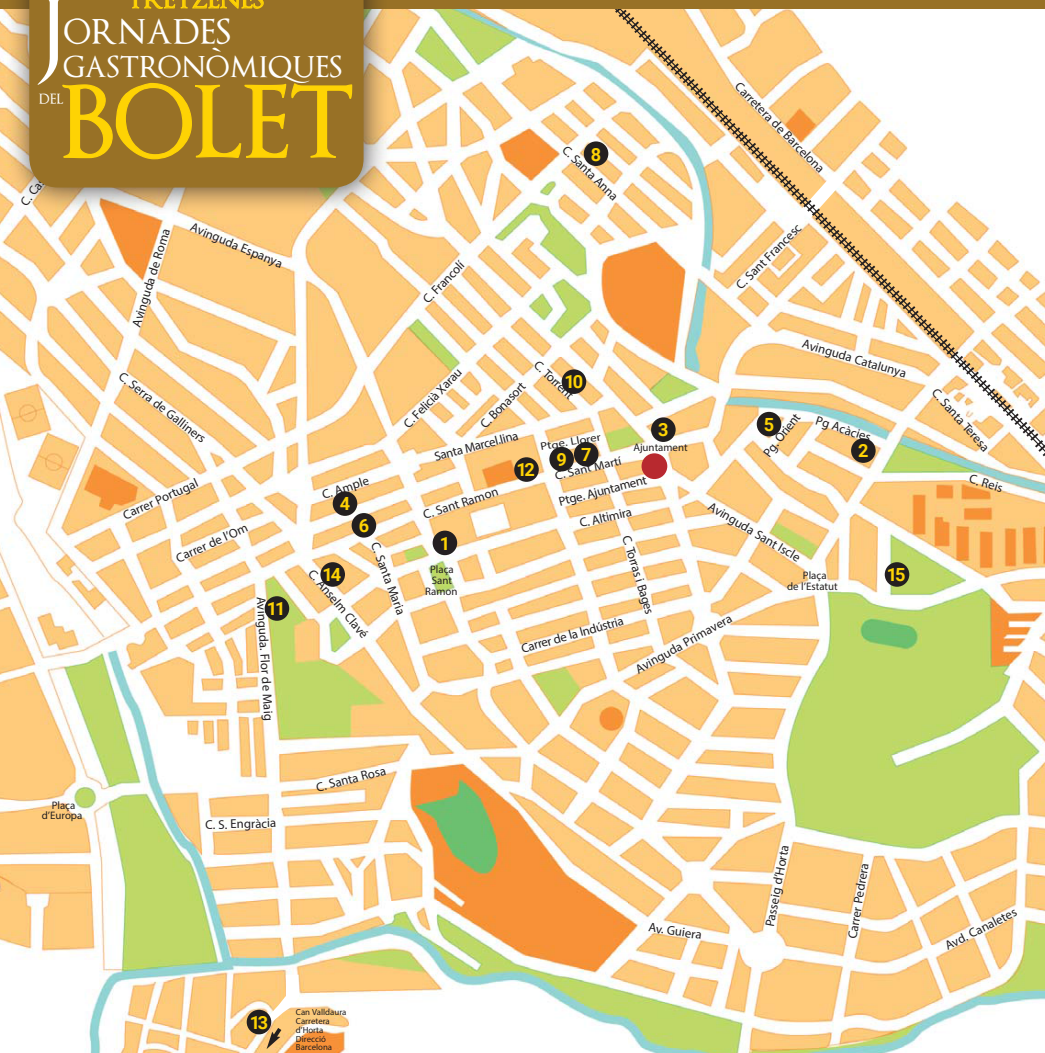 TRETZENES
JORNADES
GASTRONÒMIQUES
DEL BOLET
Carretera de Barcelona
8
C. Santa Anna
Avinguda Espanya
Avinguda de Roma
C. Sant Francesc
C. Francolí
Avinguda Catalunya
C. Serra de Galliners
C. Felicià Xarau
C. Bonasort
C. Torrent
10
C. Santa Teresa
3
Ajuntament
5
Pg. Orient
Pg Acàcies
2
Santa Marcel.lina
Ptge. Llorer
9
7
C. Sant Martí
12
Ptge. Ajuntament
C. Reis
Carrer Portugal
C. Ample
4
C. Sant Ramon
C. Altimira
Avinguda Sant Iscle
Carrer de l'Om
6
1
Plaça
Sant
Ramon
C. Santa Maria
14
C. Anselm Clavé
C. Torras i Bages
Plaça
de l'Estatut
15
11
Avinguda. Flor de Maig
Carrer de la Indústria
Avinguda Primavera
C. Santa Rosa
Plaça
d'Europa
C. S. Engràcia
Passeig d'Horta
Carrer Pedrera
Av. Guiera
Avd. Canaletes
13
Can Valldaura
Carretera
d'Horta
Direcció
Barcelona